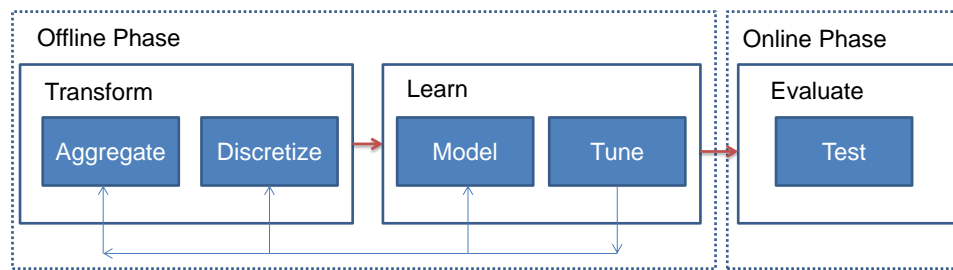 Offline Phase
Online Phase
Transform
Learn
Evaluate
Aggregate
Discretize
Model
Tune
Test